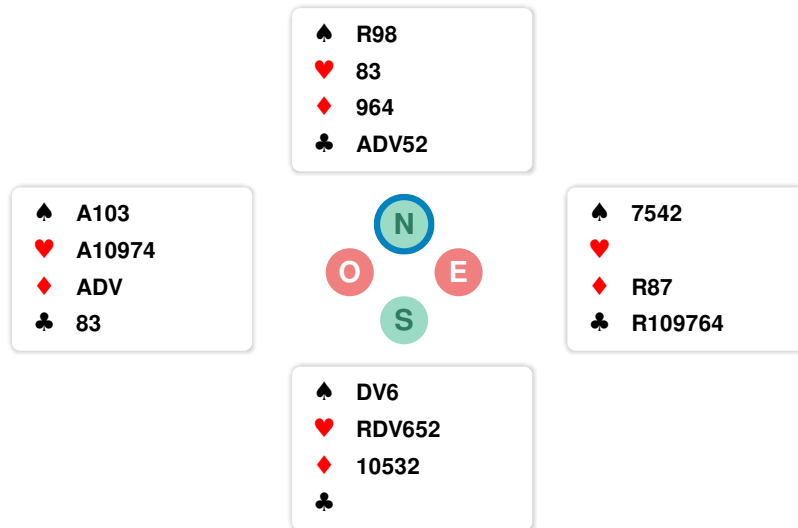 ♠ R98
♥ 83
♦ 964
♣ ADV52
♠ A103
♥ A10974
♦ ADV
♣ 83
N
O
E
S
♠ 7542
♥
♦ R87
♣ R109764
♠ DV6
♥ RDV652
♦ 10532
♣